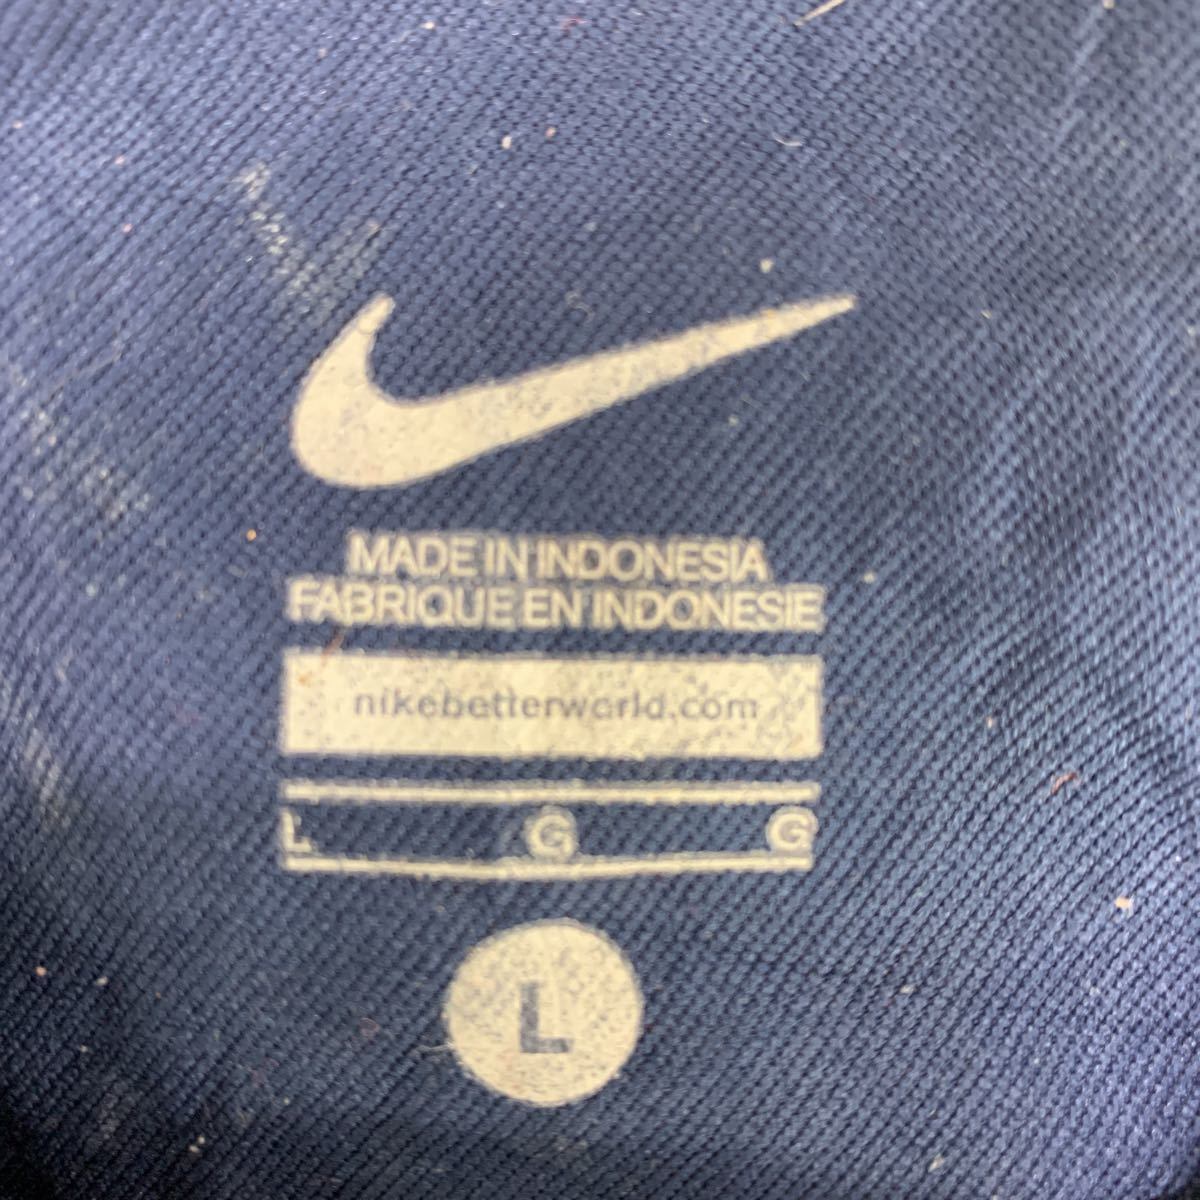 MADE IN INDONESIA
FABRIQUE EN INDONESIE
nikebetterworld.com
L G G
L